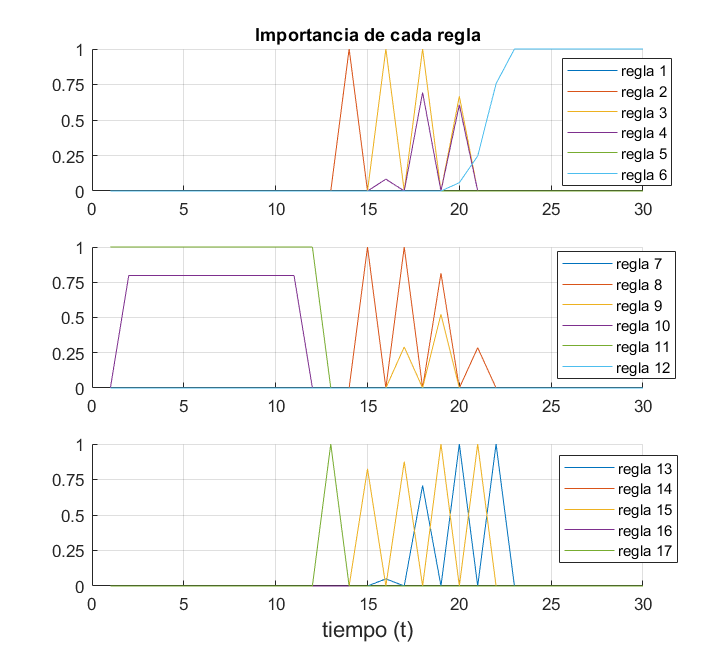 Importancia de cada regla
1
0.75
0.5
0.25
0
0 5 10 15 20 25 30
regla 1
regla 2
regla 3
regla 4
regla 5
regla 6
1
0.75
0.5
0.25
0
0 5 10 15 20 25 30
regla 7
regla 8
regla 9
regla 10
regla 11
regla 12
1
0.75
0.5
0.25
0
0 5 10 15 20 25 30
regla 13
regla 14
regla 15
regla 16
regla 17
tiempo (t)